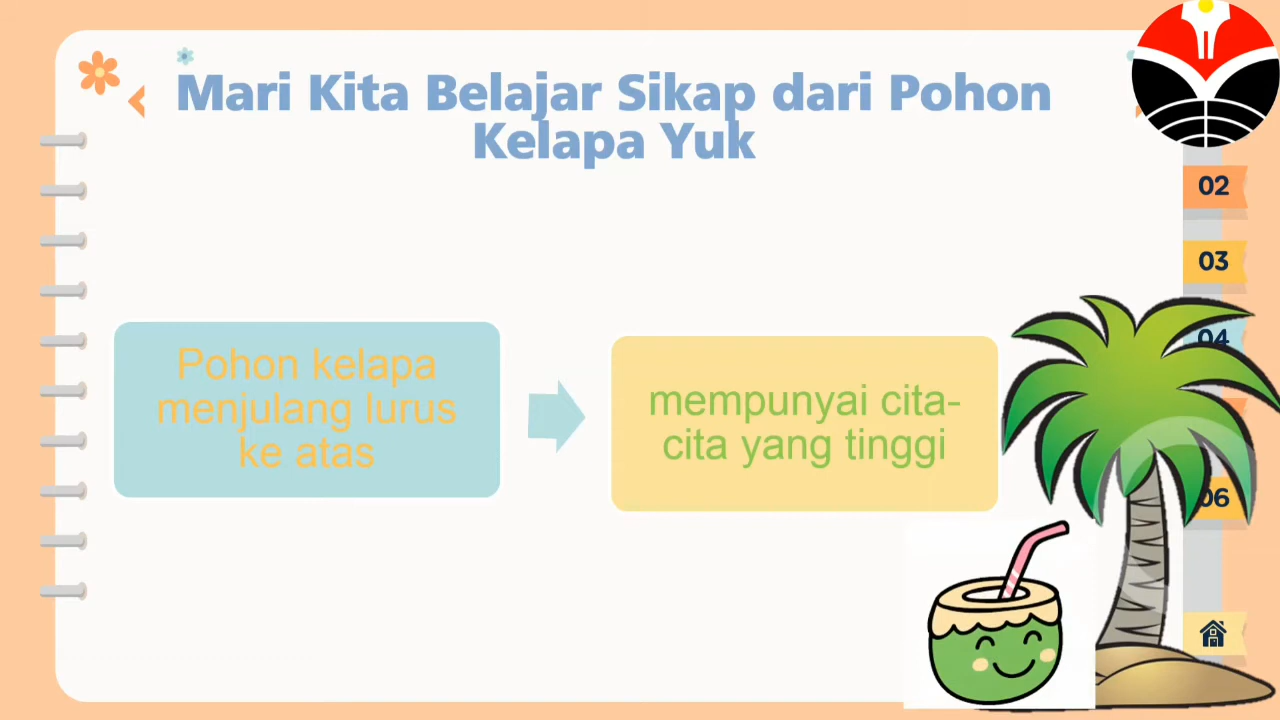 Mari Kita Belajar Sikap dari Pohon
Kelapa Yuk
02
03
04
06
Pohon kelapa
menjulang lurus
ke atas
mempunyai cita-
cita yang tinggi